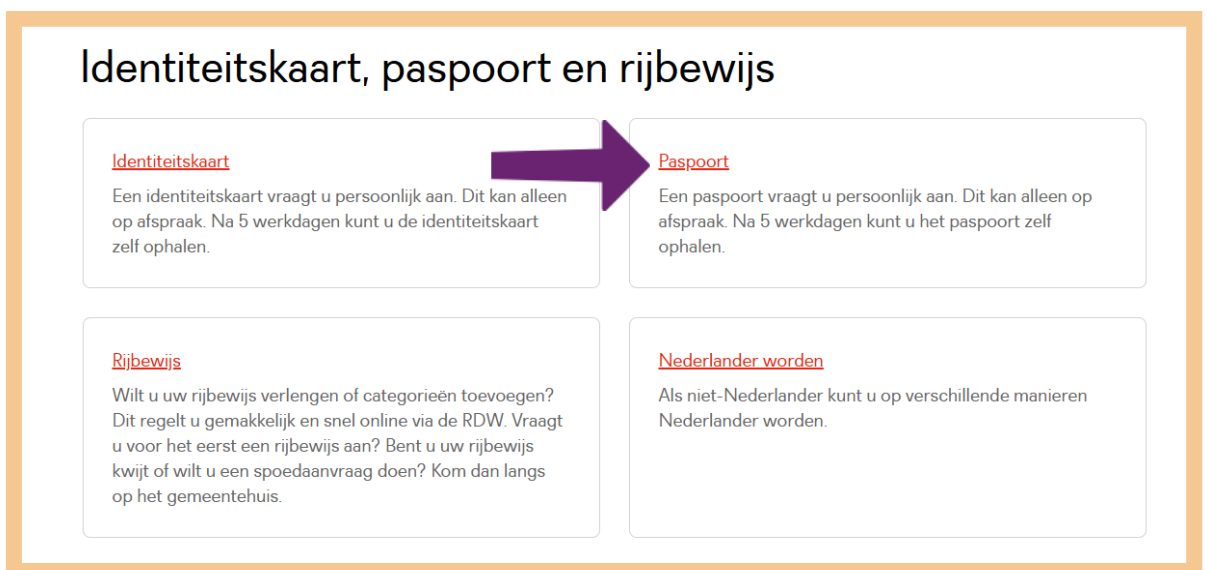 Identiteitskaart, paspoort en rijbewijs
Identiteitskaart
Een identiteitskaart vraagt u persoonlijk aan. Dit kan alleen
op afspraak. Na 5 werkdagen kunt u de identiteitskaart
zelf ophalen.
Paspoort
Een paspoort vraagt u persoonlijk aan. Dit kan alleen op
afspraak. Na 5 werkdagen kunt u het paspoort zelf
ophalen.
Rijbewijs
Wilt u uw rijbewijs verlengen of categorieën toevoegen?
Dit regelt u gemakkelijk en snel online via de RDW. Vraagt
u voor het eerst een rijbewijs aan? Bent u uw rijbewijs
kwijt of wilt u een spoedaanvraag doen? Kom dan langs
op het gemeentehuis.
Nederlander worden
Als niet-Nederlander kunt u op verschillende manieren
Nederlander worden.